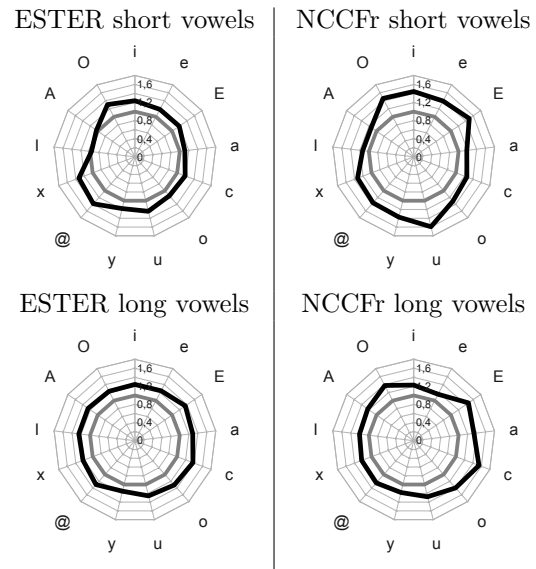 ESTER short vowels
i
e
E
a
c
o
u
y
@
x
I
A
O
1,6
1,2
0,8
0,4
0
NCCFr short vowels
i
e
E
a
c
o
u
y
@
x
I
A
O
1,6
1,2
0,8
0,4
0
ESTER long vowels
i
e
E
a
c
o
u
y
@
x
I
A
O
1,6
1,2
0,8
0,4
0
NCCFr long vowels
i
e
E
a
c
o
u
y
@
x
I
A
O
1,6
1,2
0,8
0,4
0